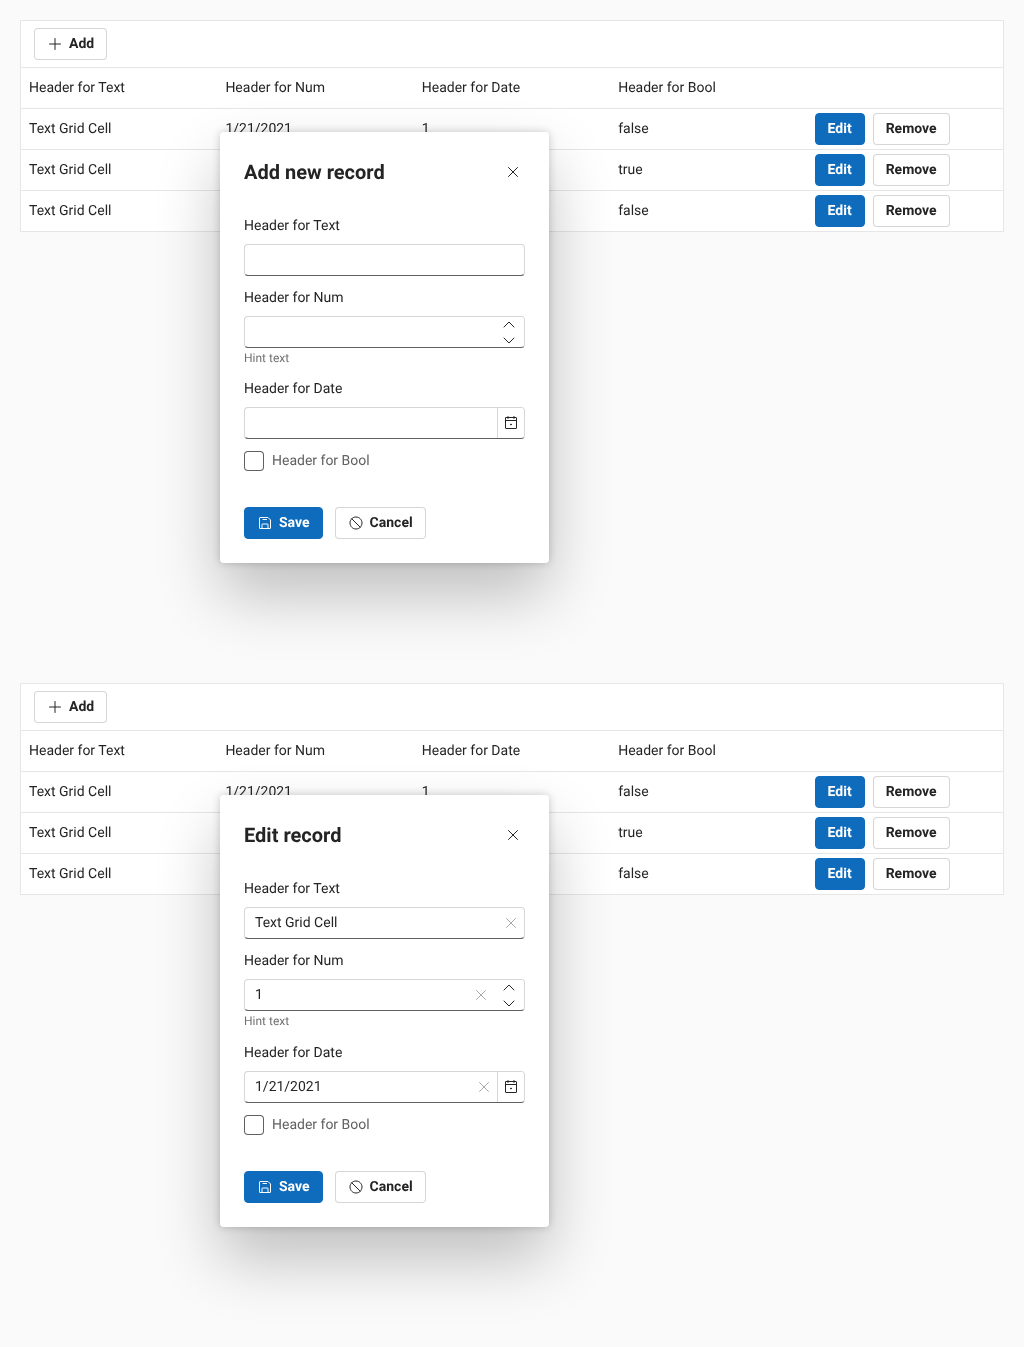 Add
Header for Text Header for Num Header for Date Header for Bool
Text Grid Cell 1/21/2021 1 false Edit Remove
Text Grid Cell true Edit Remove
Text Grid Cell false Edit Remove
Add new record
Header for Text
Header for Num
Hint text
Header for Date
Header for Bool
Save Cancel
Add
Header for Text Header for Num Header for Date Header for Bool
Text Grid Cell 1/21/2021 1 false Edit Remove
Text Grid Cell true Edit Remove
Text Grid Cell false Edit Remove
Edit record
Header for Text
Text Grid Cell
Header for Num
1
Hint text
Header for Date
1/21/2021
Header for Bool
Save Cancel